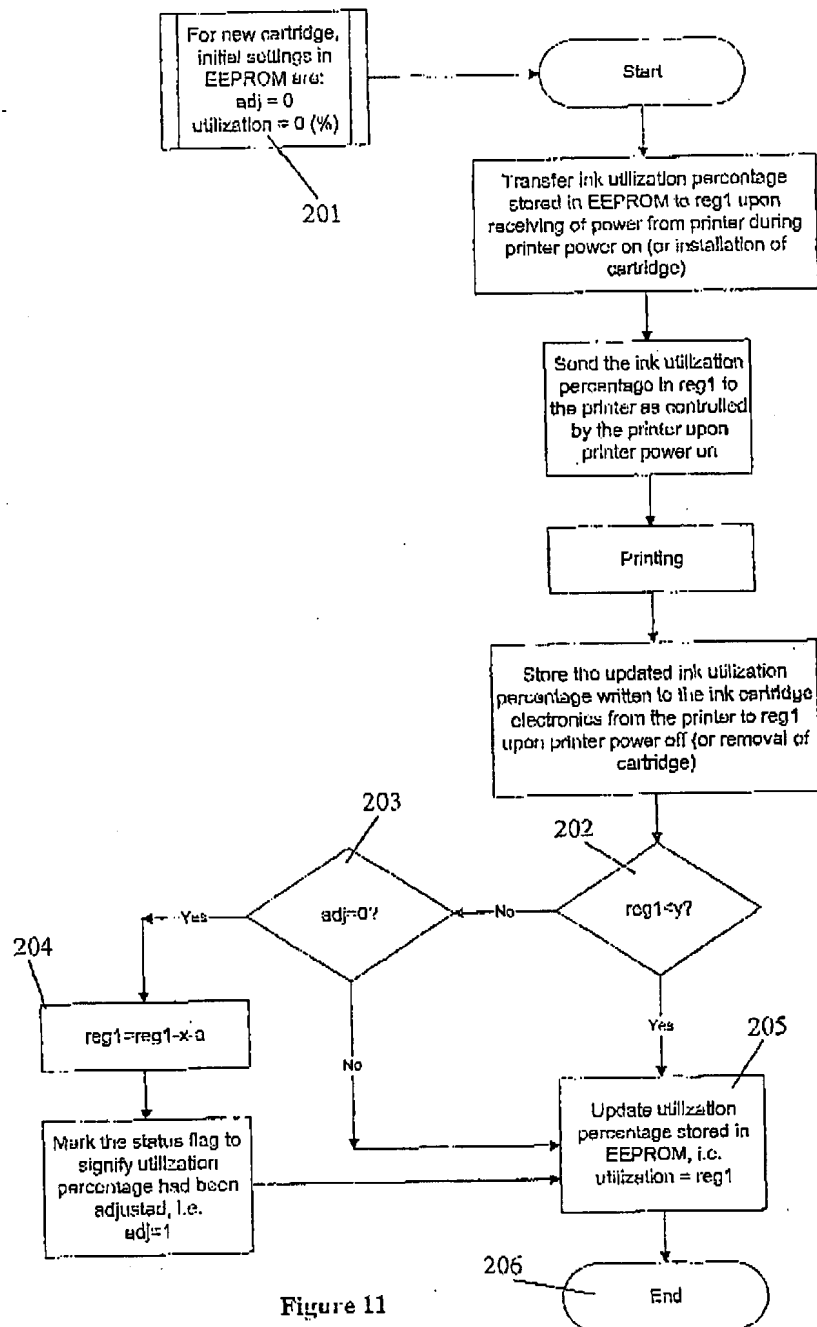 For new cartridge,
initial settings in
EEPROM are:
adj = 0
utilization = 0 (%)
201
Start
Transfer ink utilization percentage
stored in EEPROM to reg1 upon
receiving of power from printer during
printer power on (or installation of
cartridge)
Send the ink utilization
percentage in reg1 to
the printer as controlled
by the printer upon
printer power on
Printing
Store the updated ink utilization
percentage written to the ink cartridge
electronics from the printer to reg1
upon printer power off (or removal of
cartridge)
203
202
adj=0?
reg1<y?
Yes
No
204
reg1=reg1-x-a
No
Yes
205
Mark the status flag to
signify utilization
percentage had been
adjusted, i.e.
adj=1
Update utilization
percentage stored in
EEPROM, i.e.
utilization = reg1
206
End
Figure 11